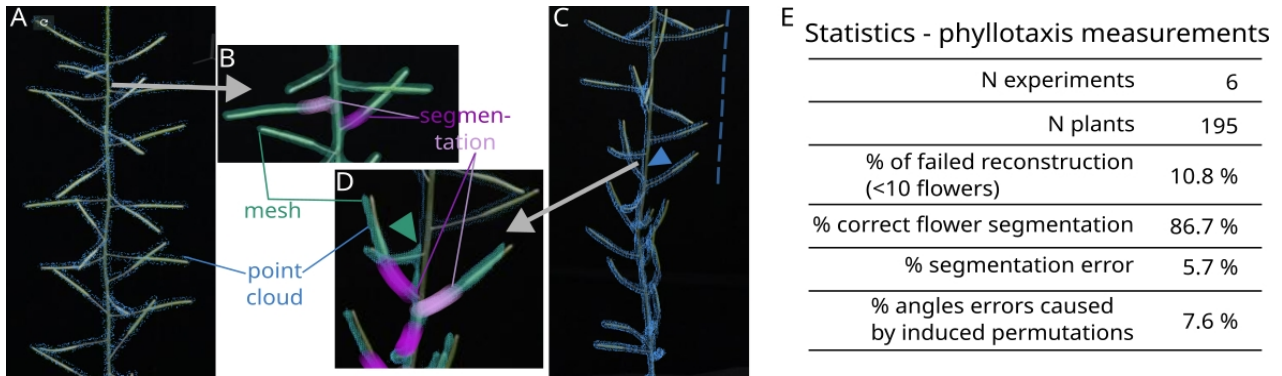 A
B
segmen-
tation
mesh
point
cloud
D
C
E
Statistics - phyllotaxis measurements
N experiments 6
N plants 195
% of failed reconstruction
(<10 flowers) 10.8 %
% correct flower segmentation 86.7 %
% segmentation error 5.7 %
% angles errors caused
by induced permutations 7.6 %